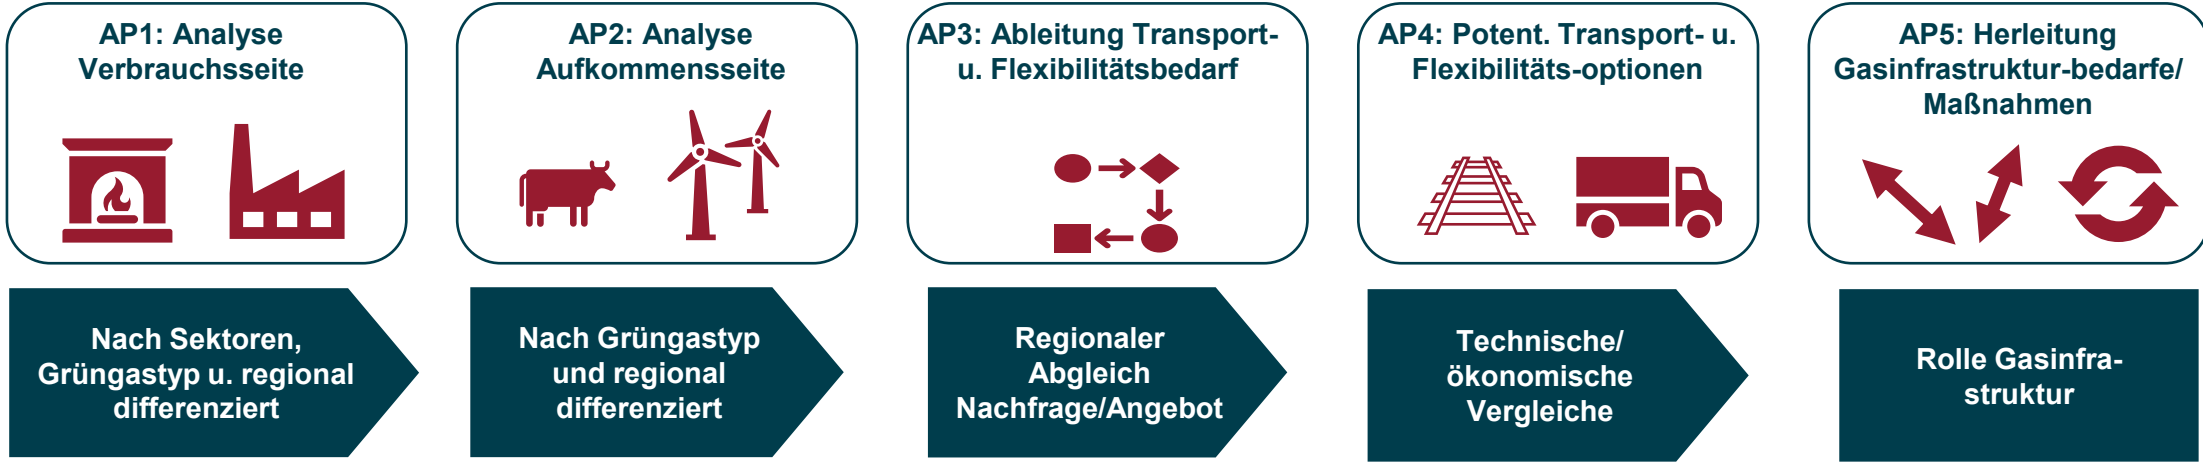 AP1: Analyse
Verbrauchsseite
AP2: Analyse
Aufkommensseite
AP3: Ableitung Transport-
u. Flexibilitätsbedarf
AP4: Potent. Transport- u.
Flexibilitäts-optionen
AP5: Herleitung
Gasinfrastruktur-bedarfe/
Maßnahmen
Nach Sektoren,
Grüngastyp u. regional
differenziert
Nach Grüngastyp
und regional
differenziert
Regionaler
Abgleich
Nachfrage/Angebot
Technische/
ökonomische
Vergleiche
Rolle Gasinfra-
struktur